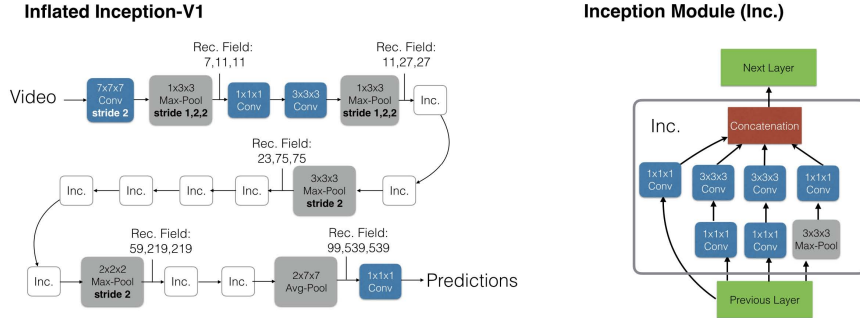 Inflated Inception-V1
Rec. Field:
7,11,11
Rec. Field:
11,27,27
Video
7x7x7
Conv
stride 2
1x3x3
Max-Pool
stride 1,2,2
1x1x1
Conv
3x3x3
Conv
1x3x3
Max-Pool
stride 1,2,2
Inc.
Rec. Field:
23,75,75
Inc.
Inc.
Inc.
Inc.
3x3x3
Max-Pool
stride 2
Inc.
Rec. Field:
59,219,219
Rec. Field:
99,539,539
Inc.
2x2x2
Max-Pool
stride 2
Inc.
Inc.
2x7x7
Avg-Pool
1x1x1
Conv
Predictions
Inception Module (Inc.)
Next Layer
Inc.
Concatenation
1x1x1
Conv
3x3x3
Conv
3x3x3
Conv
1x1x1
Conv
1x1x1
Conv
1x1x1
Conv
3x3x3
Max-Pool
Previous Layer